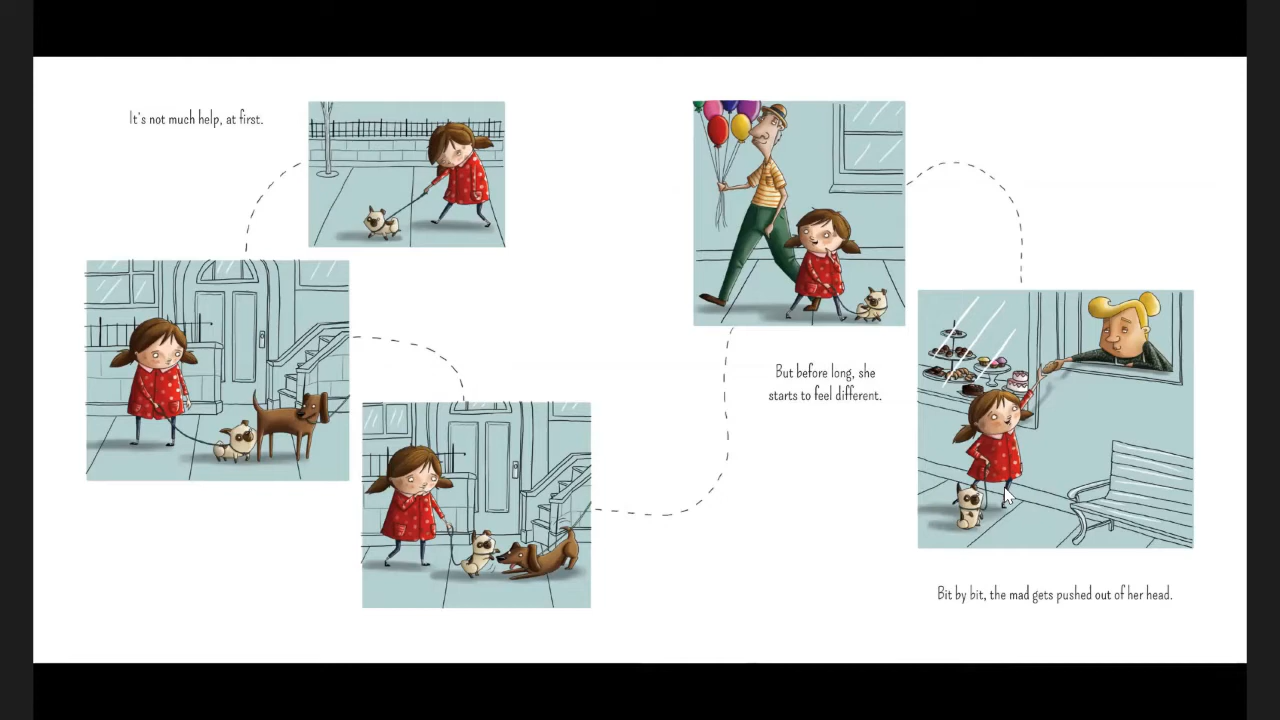 It's not much help, at first.
But before long, she
starts to feel different.
Bit by bit, the mad gets pushed out of her head.